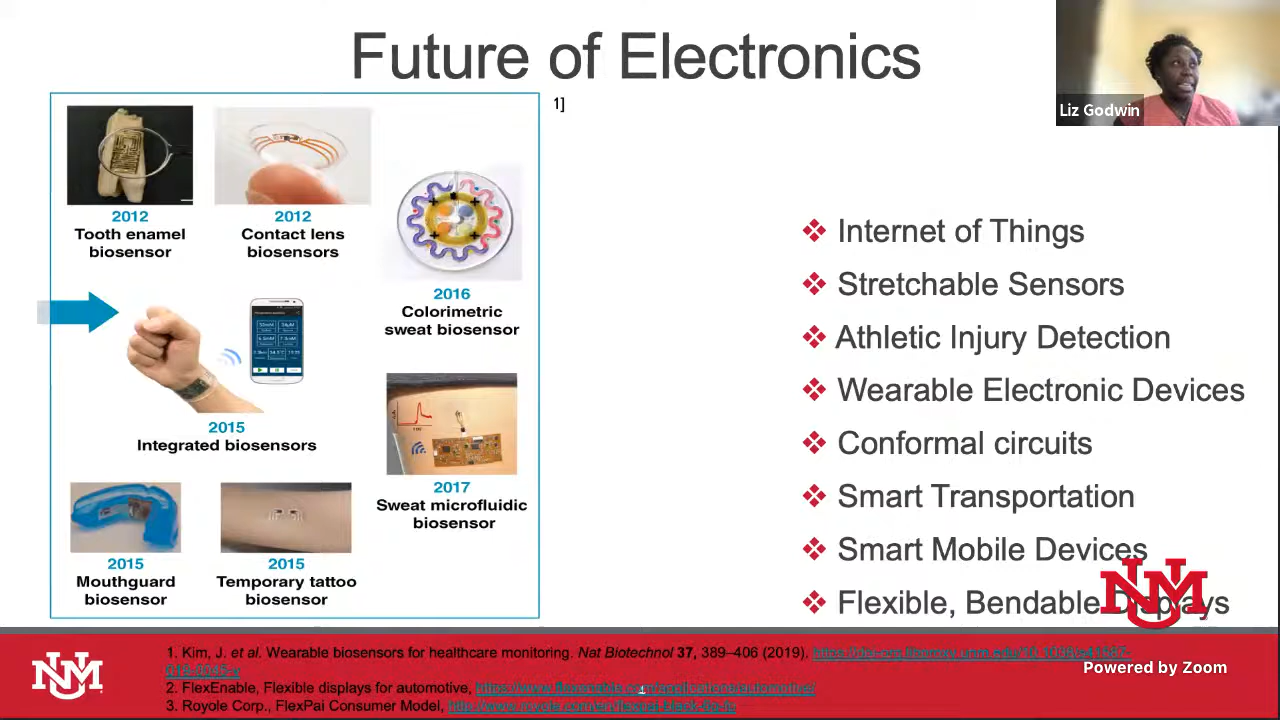 Future of Electronics
1]
Liz Godwin
2012
Tooth enamel
biosensor
2012
Contact lens
biosensors
2016
Colorimetric
sweat biosensor
2015
Integrated biosensors
2017
Sweat microfluidic
biosensor
2015
Mouthguard
biosensor
2015
Temporary tattoo
biosensor
Internet of Things
Stretchable Sensors
Athletic Injury Detection
Wearable Electronic Devices
Conformal circuits
Smart Transportation
Smart Mobile Devices
Flexible, Bendable Displays
NM
NM
1. Kim, J. et al. Wearable biosensors for healthcare monitoring. Nat Biotechnol 37, 389–406 (2019),
2. FlexEnable, Flexible displays for automotive,
3. Royole Corp., FlexPai Consumer Model,
4
Powered by Zoom